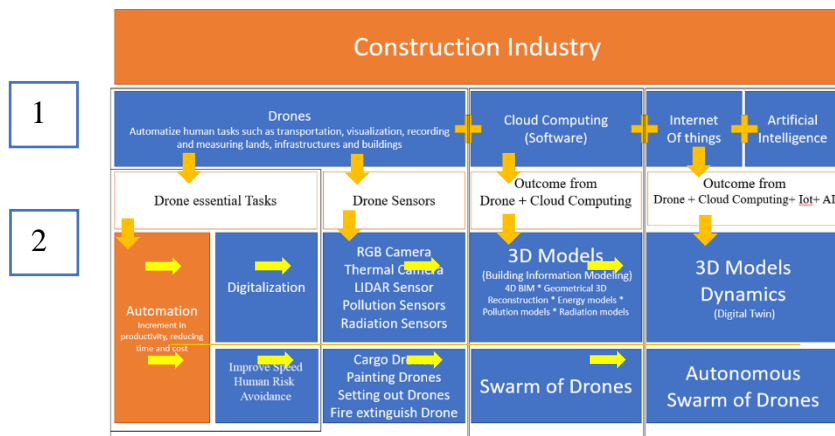 Construction Industry
1
Drones
Automatize human tasks such as transportation, visualization, recording
and measuring lands, infrastructures and buildings
Cloud Computing
(Software)
Internet
Of things
Artificial
Intelligence
2
Drone essential Tasks
Drone Sensors
Outcome from
Drone + Cloud Computing
Outcome from
Drone + Cloud Computing+ Iot+ AI
Automation
Increment in
productivity, reducing
time and cost
Digitalization
RGB Camera
Thermal Camera
LIDAR Sensor
Pollution Sensors
Radiation Sensors
3D Models
(Building Information Modeling)
4D BIM * Geometrical 3D
Reconstruction * Energy models *
Pollution models * Radiation models
3D Models
Dynamics
(Digital Twin)
Improve Speed
Human Risk
Avoidance
Cargo Drones
Painting Drones
Setting out Drones
Fire extinguish Drone
Swarm of Drones
Autonomous
Swarm of Drones